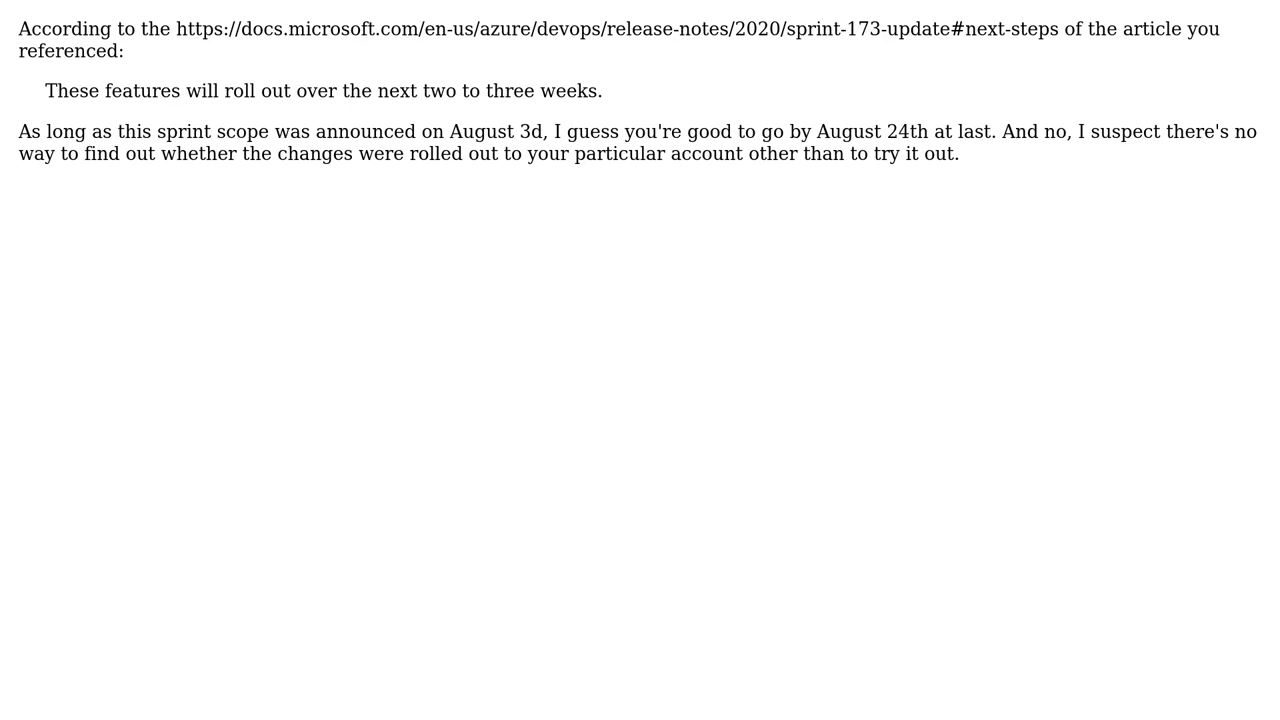 According to the https://docs.microsoft.com/en-us/azure/devops/release-notes/2020/sprint-173-update#next-steps of the article you
referenced:
These features will roll out over the next two to three weeks.
As long as this sprint scope was announced on August 3d, I guess you're good to go by August 24th at last. And no, I suspect there's no
way to find out whether the changes were rolled out to your particular account other than to try it out.